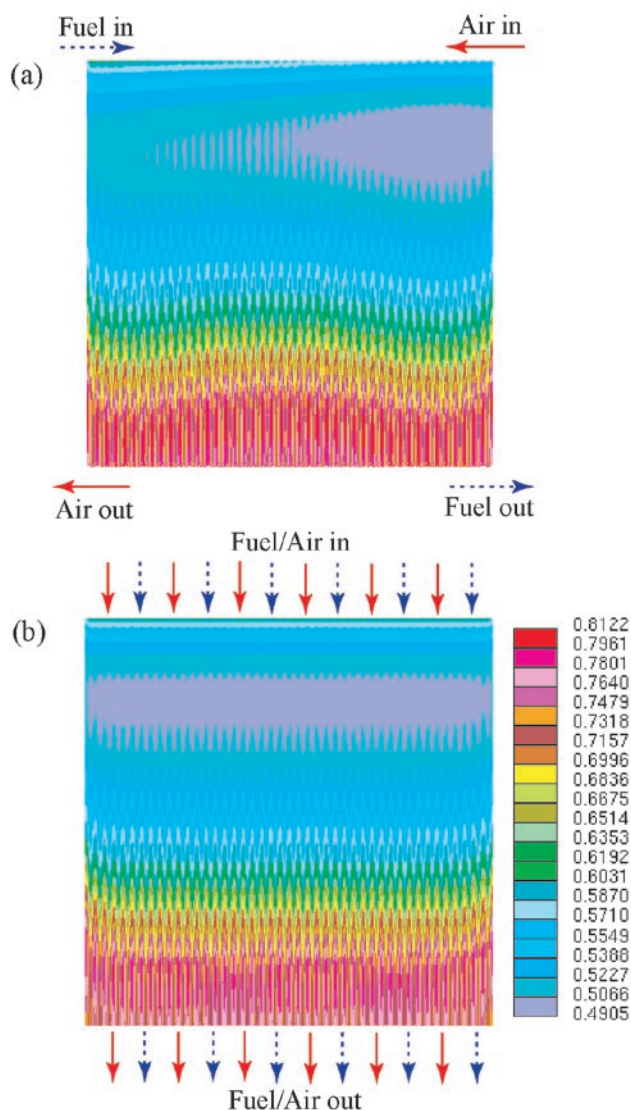 Fuel in
Air in
(a)
Air out
Fuel out
Fuel/Air in
(b)
0.8122
0.7961
0.7801
0.7640
0.7479
0.7318
0.7157
0.6996
0.6836
0.6675
0.6514
0.6353
0.6192
0.6031
0.5870
0.5710
0.5549
0.5388
0.5227
0.5066
0.4905
Fuel/Air out